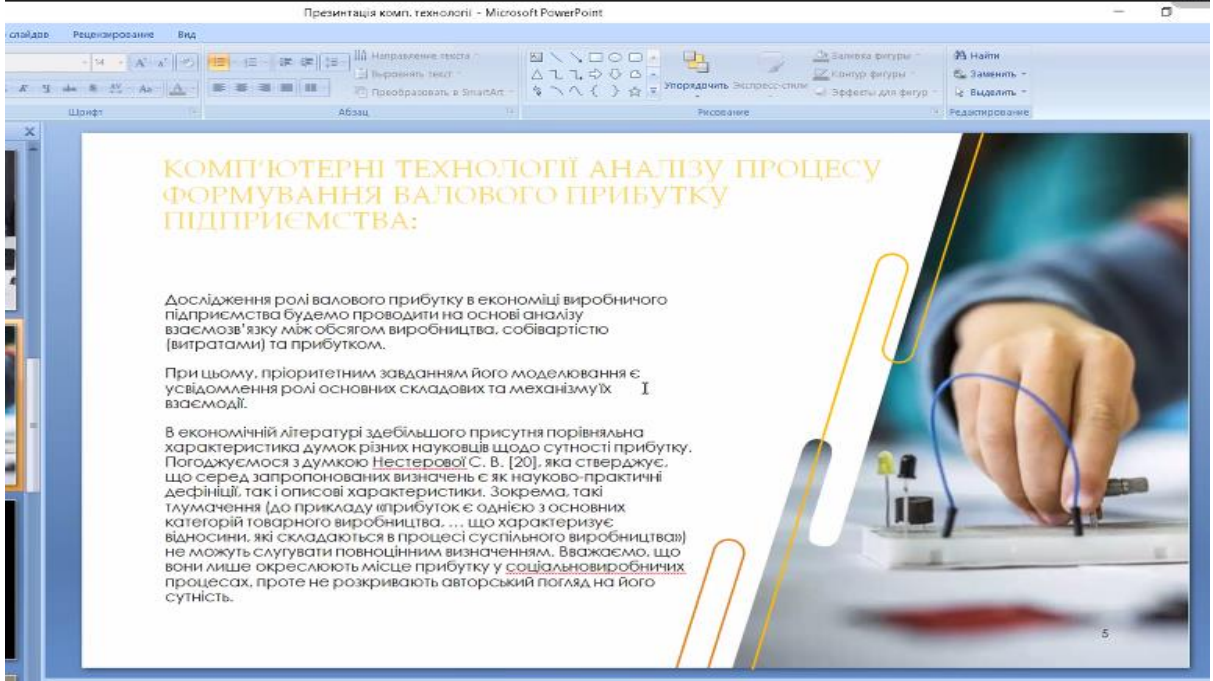 Презинтація комп. технології - Microsoft PowerPoint
слайдов Рецензирование Вид
14
Направление текста
Найти
Выровнять текст
Преобразовать в SmartArt
Упорядочить Экспресс-стили
Заливка фигуры
Контур фигуры
Эффекты для фигур
Заменить
Выделить
Шрифт Абзац Рисование Редактирование
КОМП'ЮТЕРНІ ТЕХНОЛОГІЇ АНАЛІЗУ ПРОЦЕСУ
ФОРМУВАННЯ ВАЛОВОГО ПРИБУТКУ
ПІДПРИЄМСТВА:
Дослідження ролі валового прибутку в економіці виробничого
підприємства будемо проводити на основі аналізу
взаємозв'язку між обсягом виробництва, собівартістю
(витратами) та прибутком.
При цьому, пріоритетним завданням його моделювання є
усвідомлення ролі основних складових та механізму їх
взаємодії.
В економічній літературі здебільшого присутня порівняльна
характеристика думок різних науковців щодо сутності прибутку.
Погоджуємося з думкою Нестерової С. В. [20], яка стверджує,
що серед запропонованих визначень є як науково-практичні
дефініції, так і описові характеристики. Зокрема, такі
тлумачення (до прикладу «прибуток є однією з основних
категорій товарного виробництва, … що характеризує
відносини, які складаються в процесі суспільного виробництва»)
не можуть слугувати повноцінним визначенням. Вважаємо, що
вони лише окреслюють місце прибутку у соціальновиробничих
процесах, проте не розкривають авторський погляд на його
сутність.
5